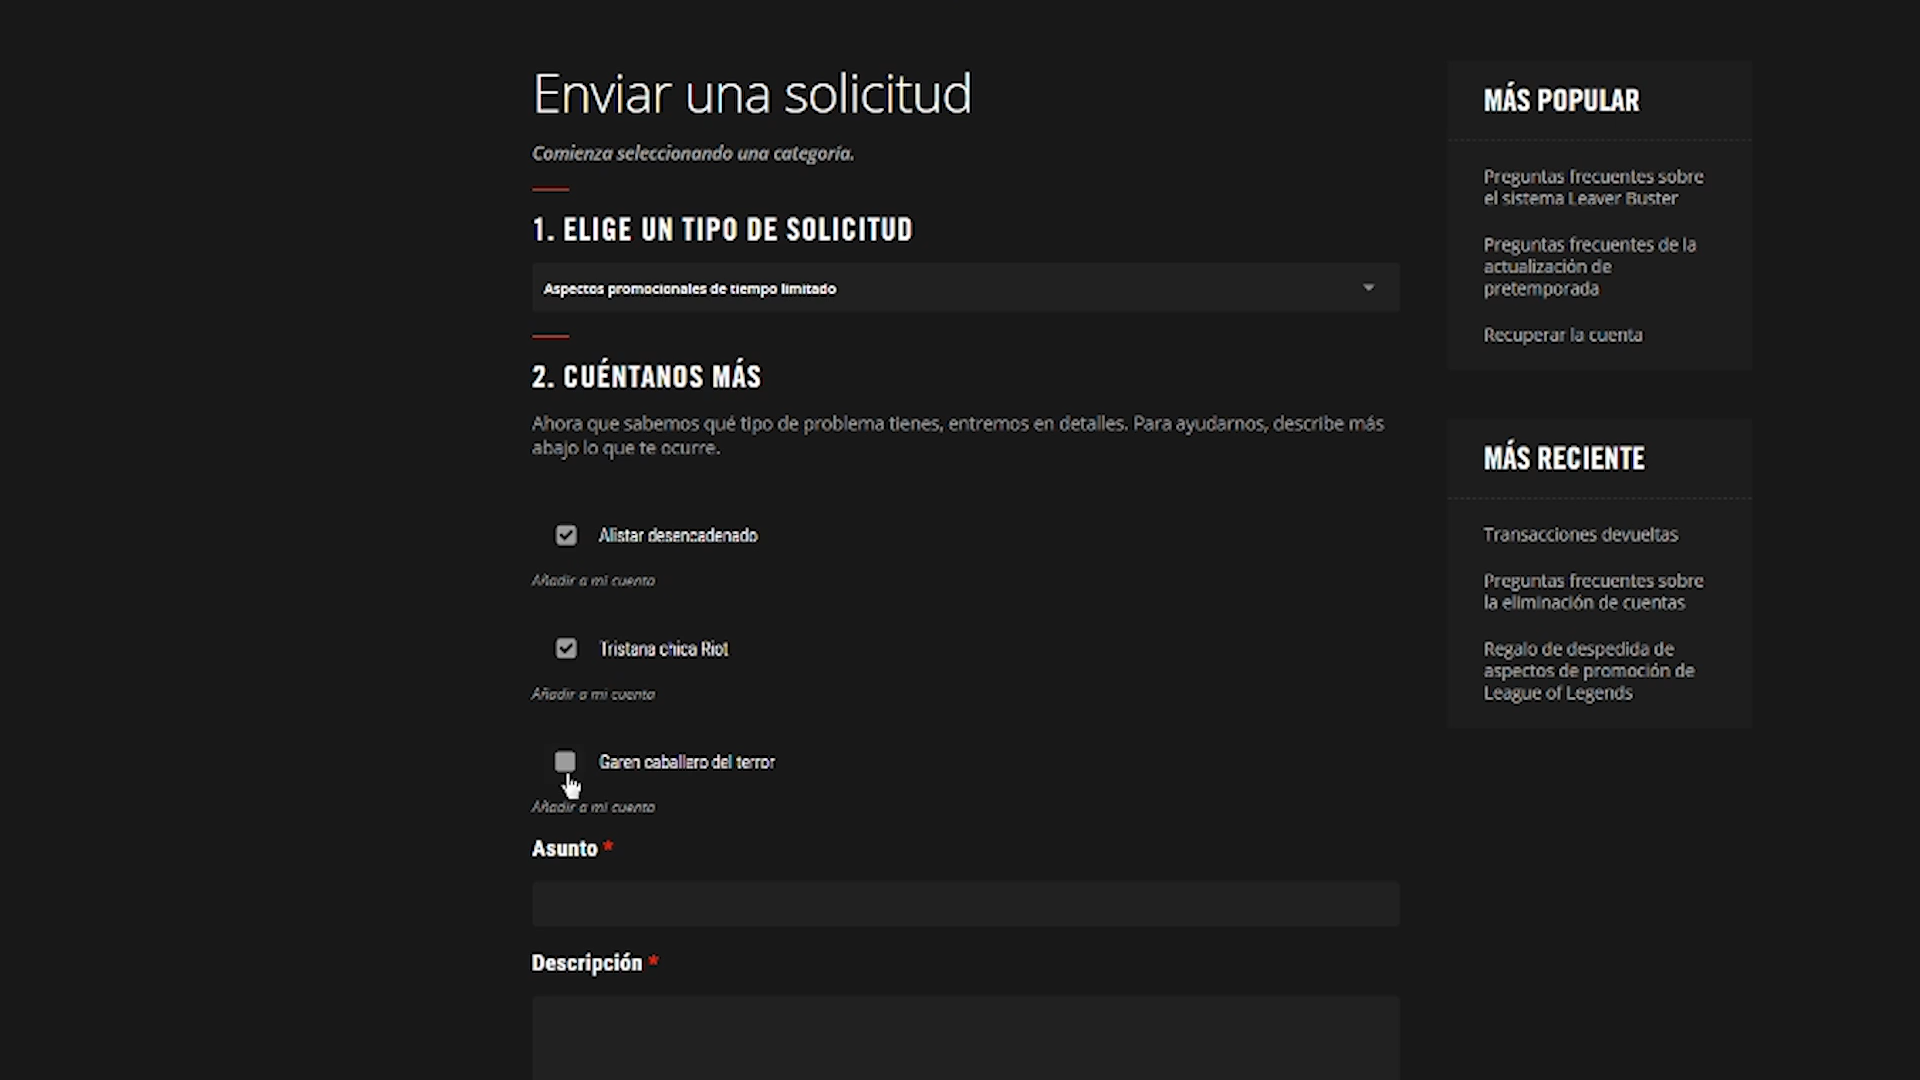 Enviar una solicitud
Comienza seleccionando una categoría.
1. ELIGE UN TIPO DE SOLICITUD
Aspectos promocionales de tiempo limitado
2. CUÉNTANOS MÁS
Ahora que sabemos qué tipo de problema tienes, entremos en detalles. Para ayudarnos, describe más
abajo lo que te ocurre.
Alistar desencadenado
Añadir a mi cuenta
Tristana chica Riot
Añadir a mi cuenta
Garen caballero del terror
Añadir a mi cuenta
Asunto *
Descripción *
MÁS POPULAR
Preguntas frecuentes sobre
el sistema Leaver Buster
Preguntas frecuentes de la
actualización de
pretemporada
Recuperar la cuenta
MÁS RECIENTE
Transacciones devueltas
Preguntas frecuentes sobre
la eliminación de cuentas
Regalo de despedida de
aspectos de promoción de
League of Legends